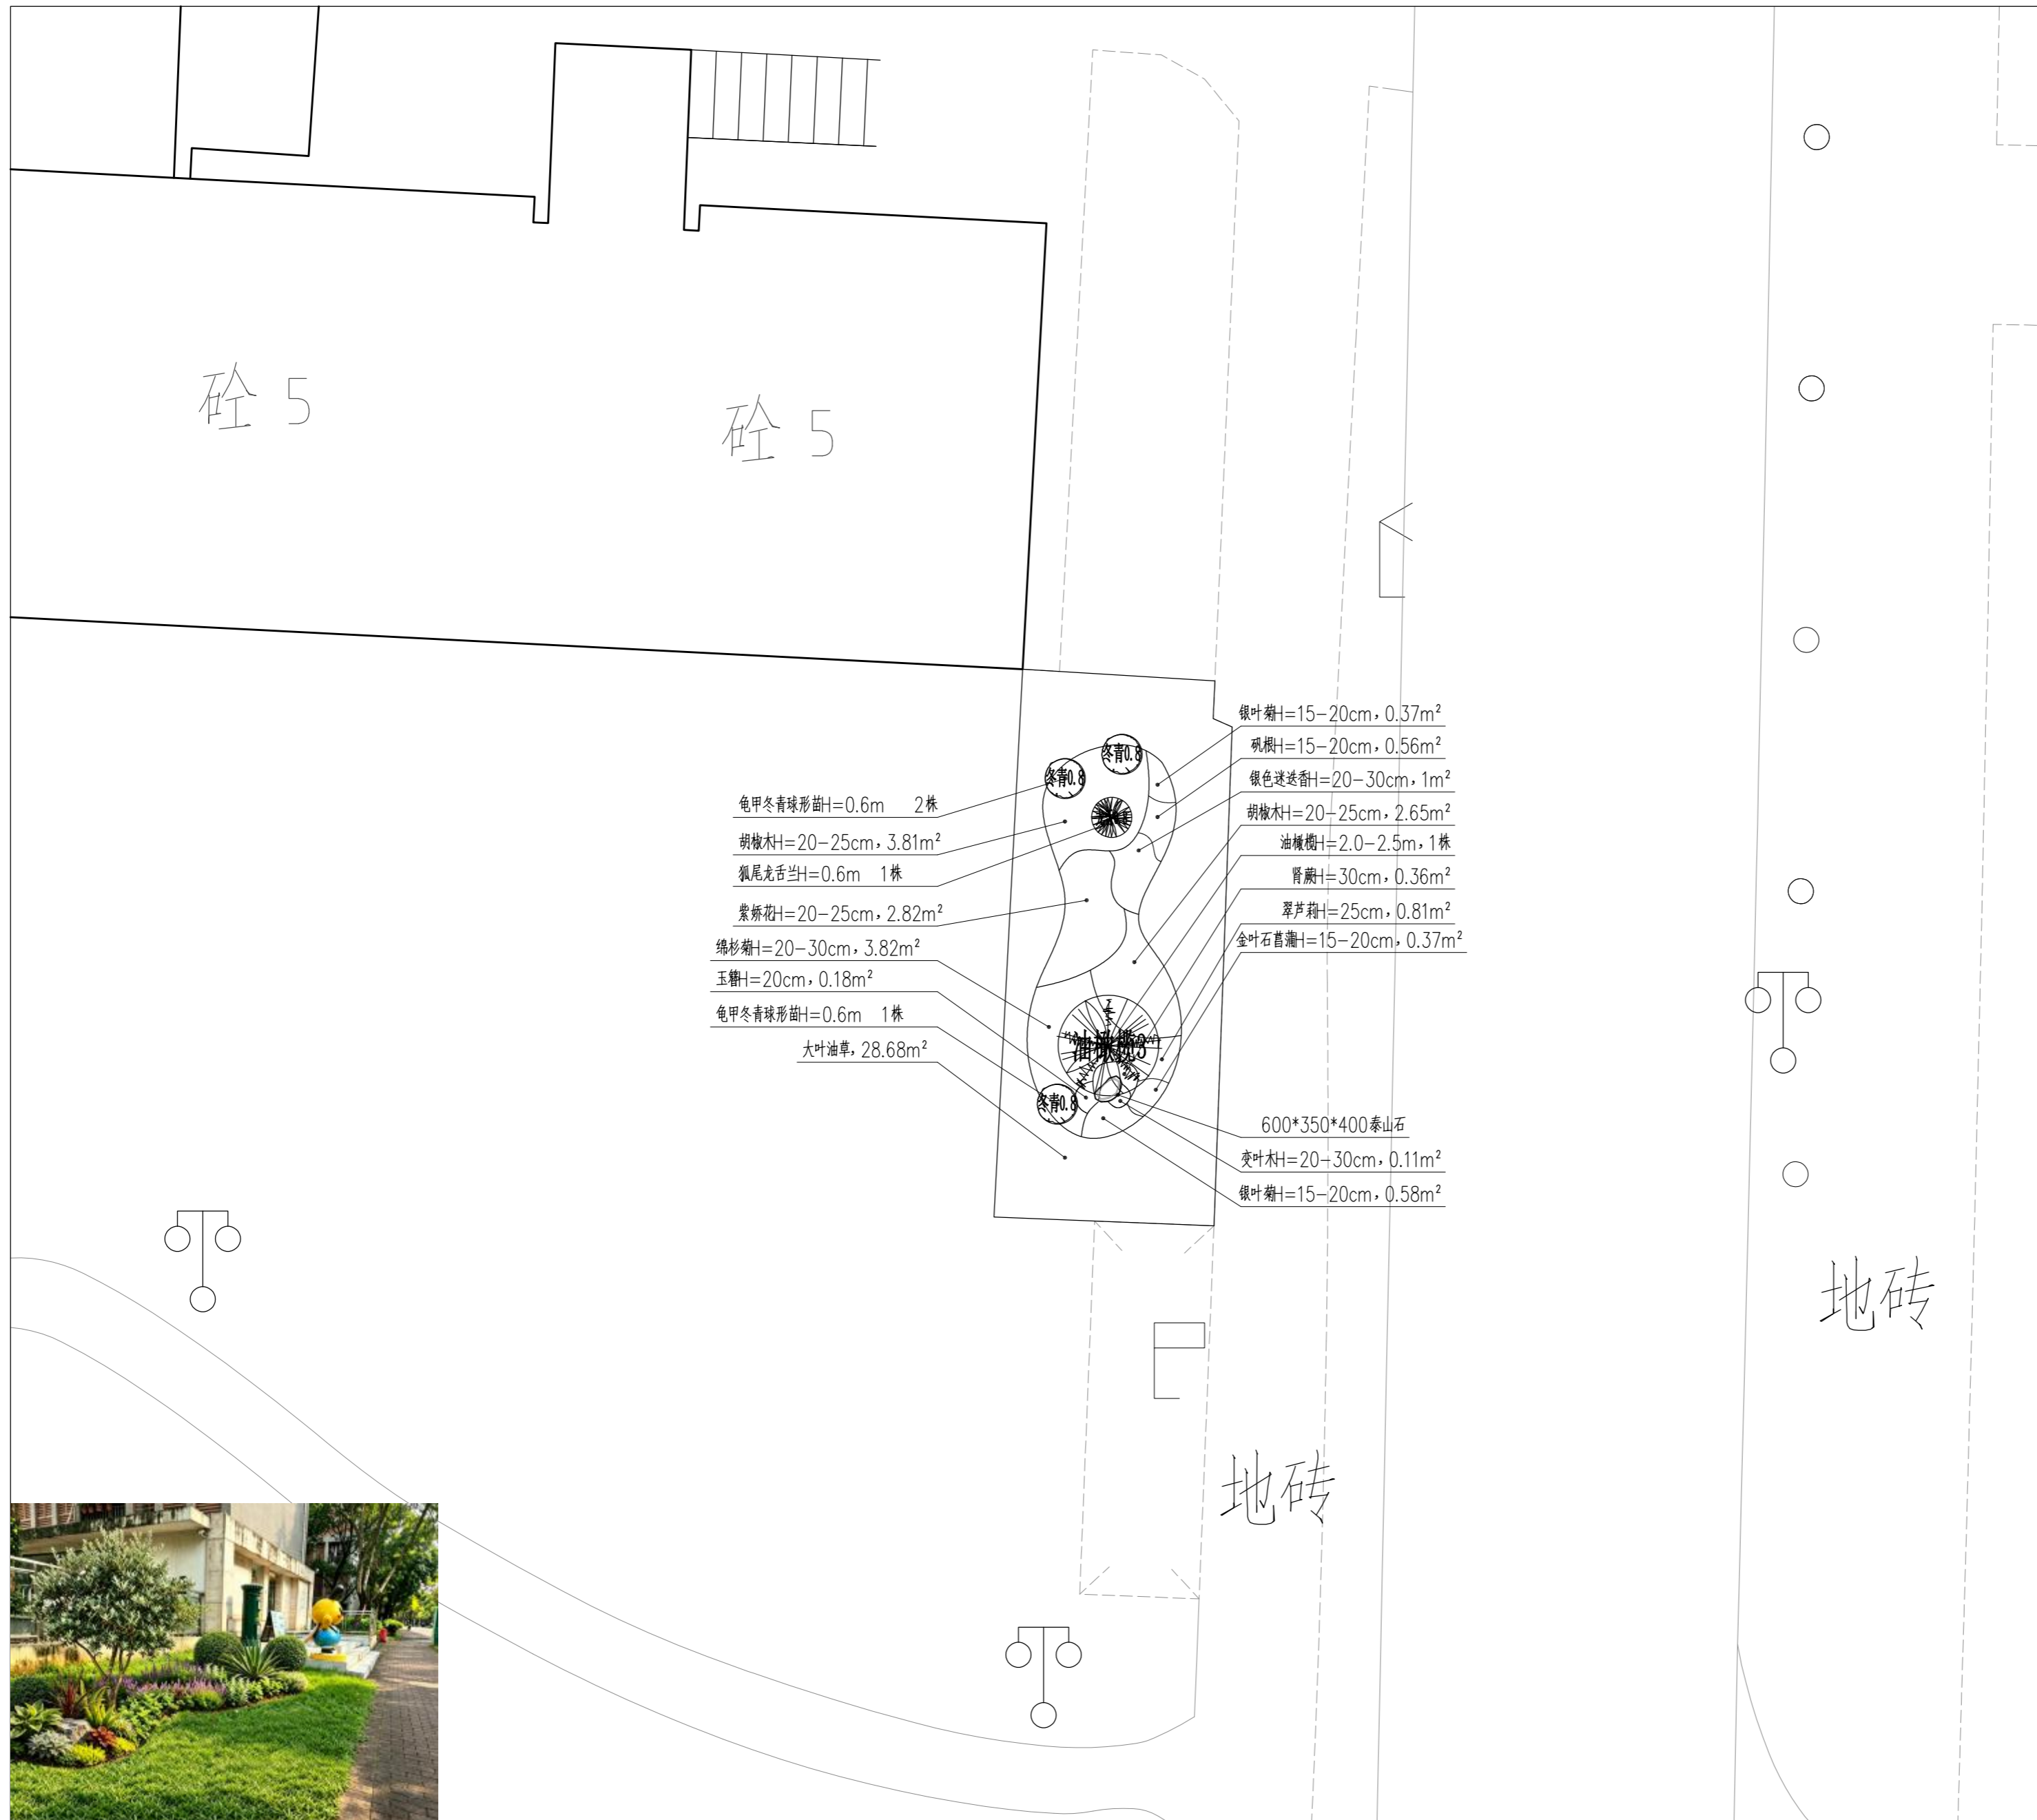 砼 5
砼 5
银叶菊H=15-20cm，0.37m²
矾根H=15-20cm，0.56m²
银色迷迭香H=20-30cm，1m²
胡椒木H=20-25cm，2.65m²
油橄榄H=2.0-2.5m，1株
肾蕨H=30cm，0.36m²
翠芦莉H=25cm，0.81m²
金叶石菖蒲H=15-20cm，0.37m²
冬青0.8
冬青0.8
龟甲冬青球形苗H=0.6m 2株
胡椒木H=20-25cm，3.81m²
狐尾龙舌兰H=0.6m 1株
紫娇花H=20-25cm，2.82m²
绵杉菊H=20-30cm，3.82m²
玉簪H=20cm，0.18m²
龟甲冬青球形苗H=0.6m 1株
大叶油草，28.68m²
油橄榄3
冬青0.8
600*350*400泰山石
变叶木H=20-30cm，0.11m²
银叶菊H=15-20cm，0.58m²
地砖
地砖